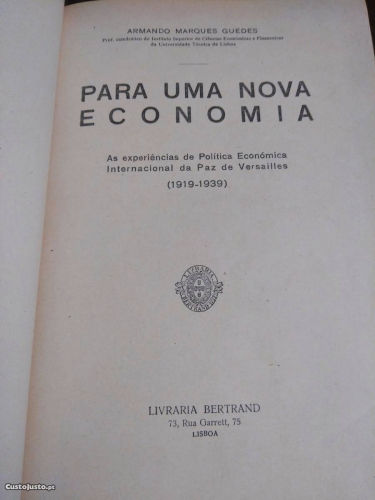 ARMANDO MARQUES GUEDES
Prof. catedrático do Instituto Superior de Ciências Económicas e Financeiras
da Universidade Técnica de Lisboa
PARA UMA NOVA
ECONOMIA
As experiências de Política Económica
Internacional da Paz de Versailles
(1919-1939)
LIVRARIA
BERTRAND
LIVRARIA BERTRAND
73, Rua Garrett, 75
LISBOA
CustoJusto.pt